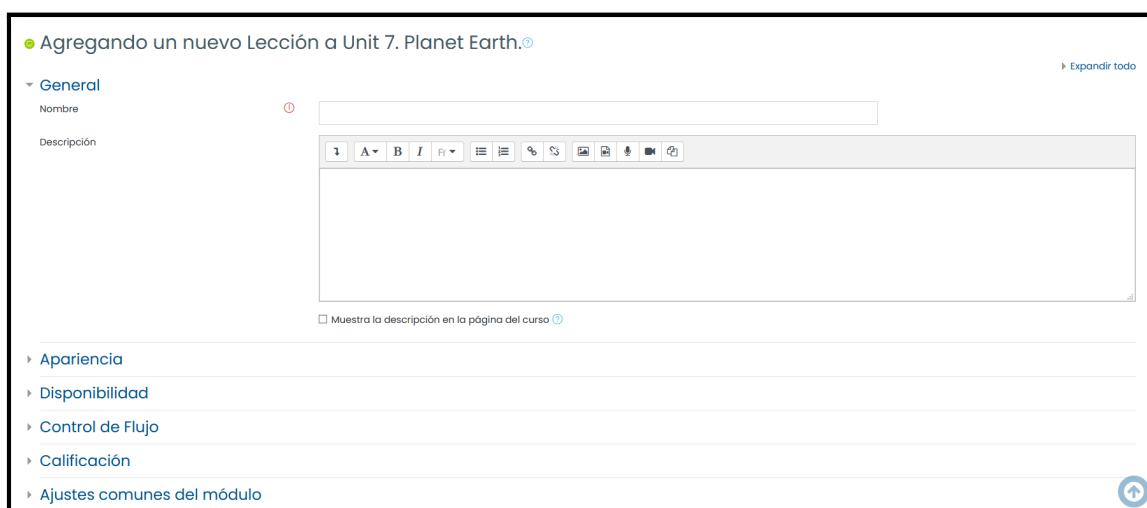 Agregando un nuevo Lección a Unit 7. Planet Earth.
Expandir todo
General
Nombre
Descripción
A B I Fr
Muestra la descripción en la página del curso
Apariencia
Disponibilidad
Control de Flujo
Calificación
Ajustes comunes del módulo